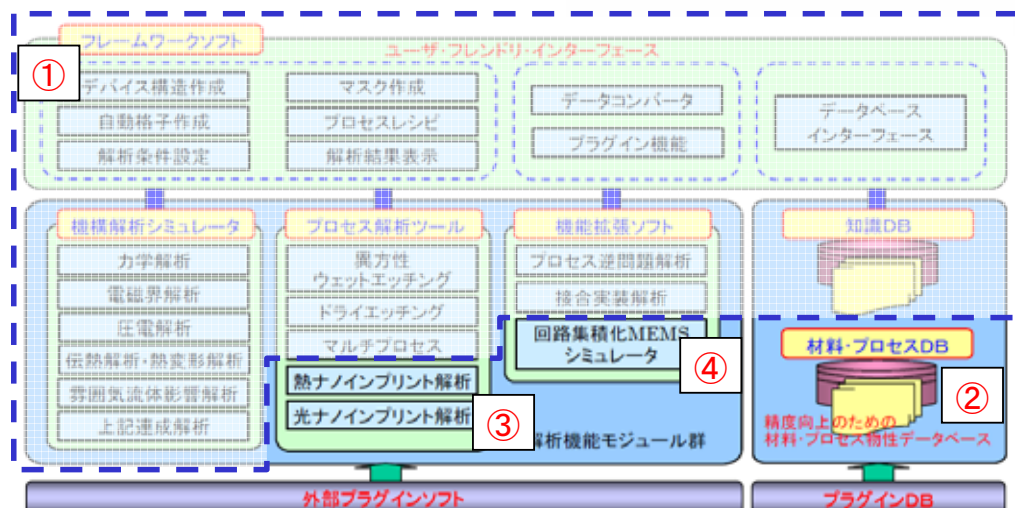 フレームワークソフト
ユーザ・フレンドリ・インターフェース
①
デバイス構造作成
マスク作成
自動格子作成
プロセスレシピ
解析条件設定
解析結果表示
データコンバータ
プラグイン機能
データベース
インターフェース
機構解析シミュレータ
力学解析
電磁界解析
圧電解析
伝熱解析・熱変形解析
雰囲気流体影響解析
上記連成解析
プロセス解析ツール
異方性
ウェットエッチング
ドライエッチング
マルチプロセス
熱ナノインプリント解析
光ナノインプリント解析
③
機能拡張ソフト
プロセス逆問題解析
接合実装解析
回路集積化MEMS
シミュレータ
④
解析機能モジュール群
知識DB
材料・プロセスDB
②
精度向上のための
材料・プロセス物性データベース
外部プラグインソフト
プラグインDB